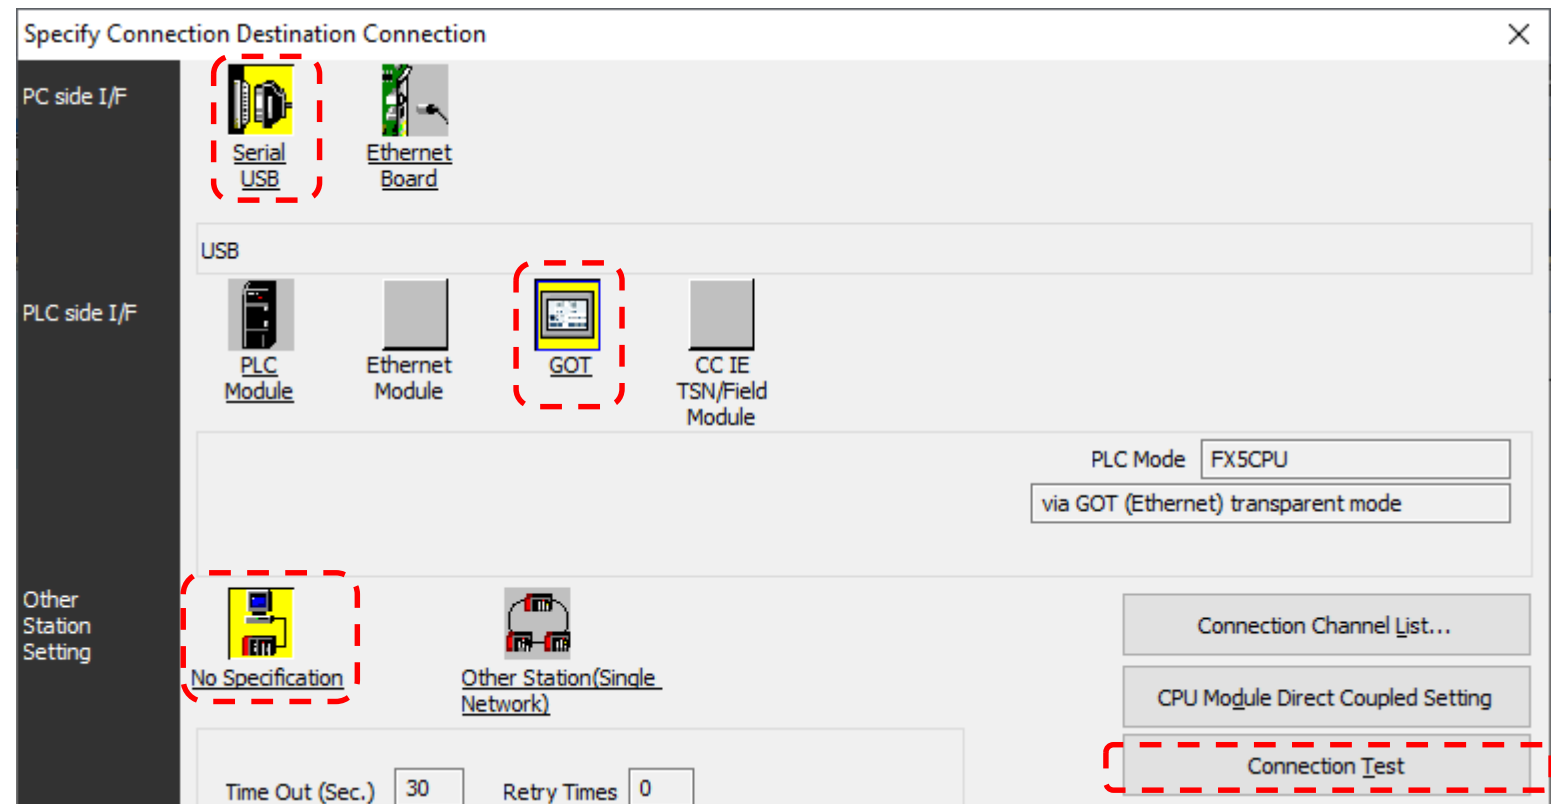 Specify Connection Destination Connection
PC side I/F
Serial
USB
Ethernet
Board
USB
PLC side I/F
PLC
Module
Ethernet
Module
GOT
CC IE
TSN/Field
Module
PLC Mode FX5CPU
via GOT (Ethernet) transparent mode
Other
Station
Setting
No Specification
Other Station(Single
Network)
Connection Channel List...
CPU Module Direct Coupled Setting
Connection Test
Time Out (Sec.) 30 Retry Times 0